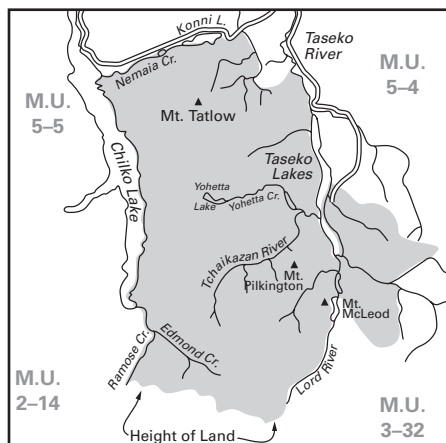 Konni L.
Taseko
River
Nemaia Cr.
M.U.
5–4
M.U.
5–5
Mt. Tatlow
Chilko Lake
Taseko
Lakes
Yohetta
Lake
Yohetta Cr.
Tchaikazan River
Mt.
Pilkington
Mt.
McLeod
Edmond Cr.
Ramose Cr.
Lord River
M.U.
2–14
M.U.
3–32
Height of Land